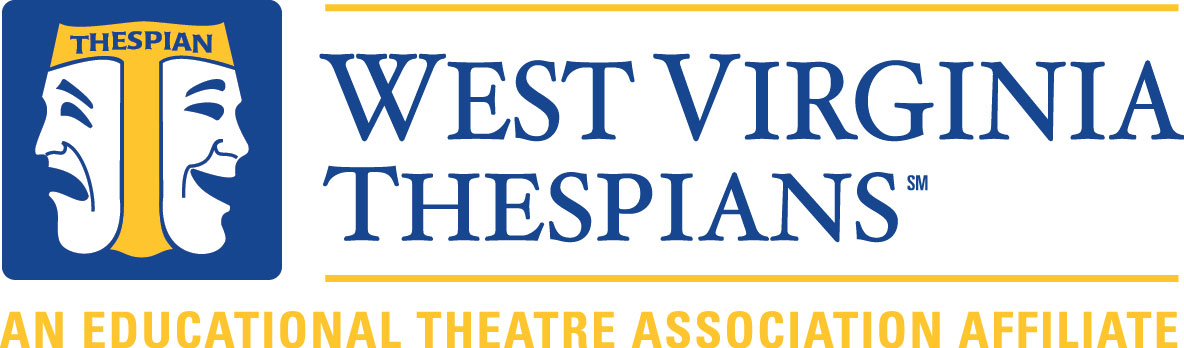 THESPIAN
WEST VIRGINIA
THESPIANS℠
AN EDUCATIONAL THEATRE ASSOCIATION AFFILIATE